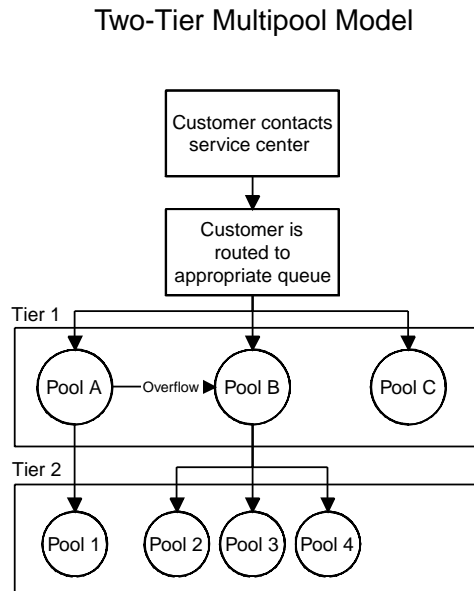 Two-Tier Multipool Model
Customer contacts
service center
Customer is
routed to
appropriate queue
Tier 1
Pool A
Overflow
Pool B
Pool C
Tier 2
Pool 1
Pool 2
Pool 3
Pool 4